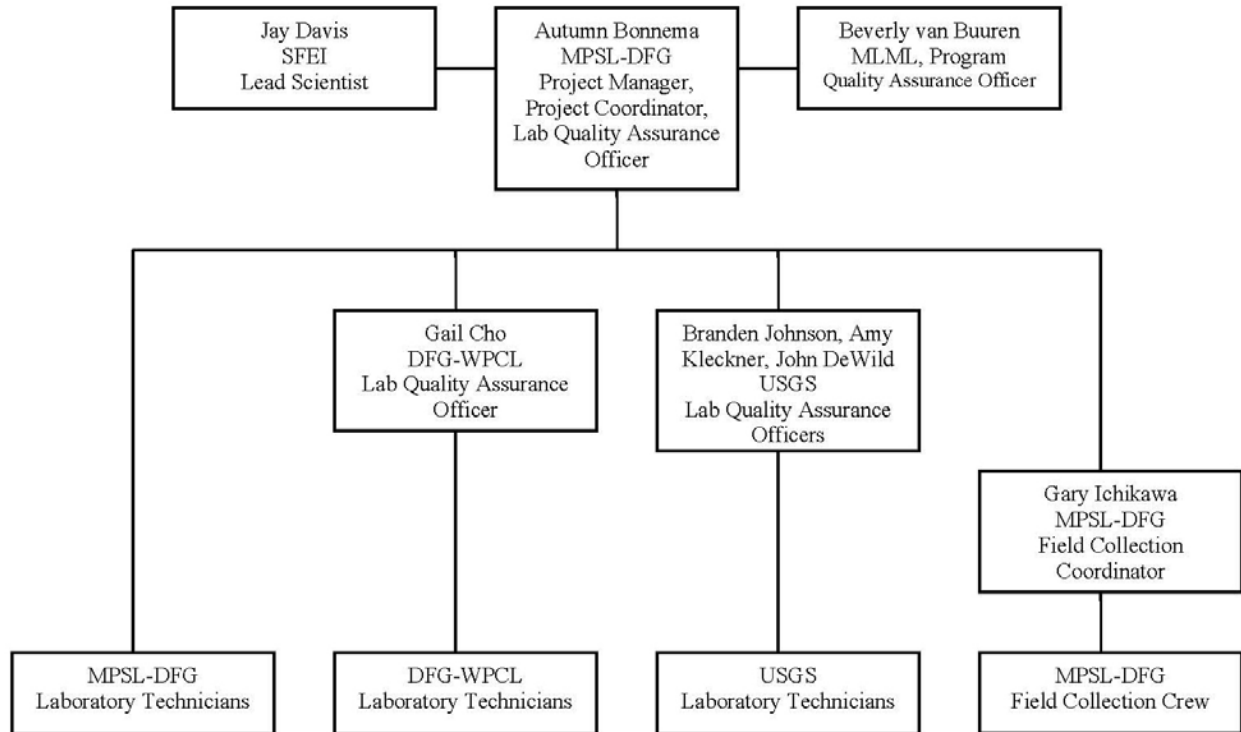 Jay Davis
SFEI
Lead Scientist
Autumn Bonnema
MPSL-DFG
Project Manager,
Project Coordinator,
Lab Quality Assurance
Officer
Beverly van Buuren
MLML, Program
Quality Assurance Officer
Gail Cho
DFG-WPCL
Lab Quality Assurance
Officer
Branden Johnson, Amy
Kleckner, John DeWild
USGS
Lab Quality Assurance
Officers
Gary Ichikawa
MPSL-DFG
Field Collection
Coordinator
MPSL-DFG
Laboratory Technicians
DFG-WPCL
Laboratory Technicians
USGS
Laboratory Technicians
MPSL-DFG
Field Collection Crew